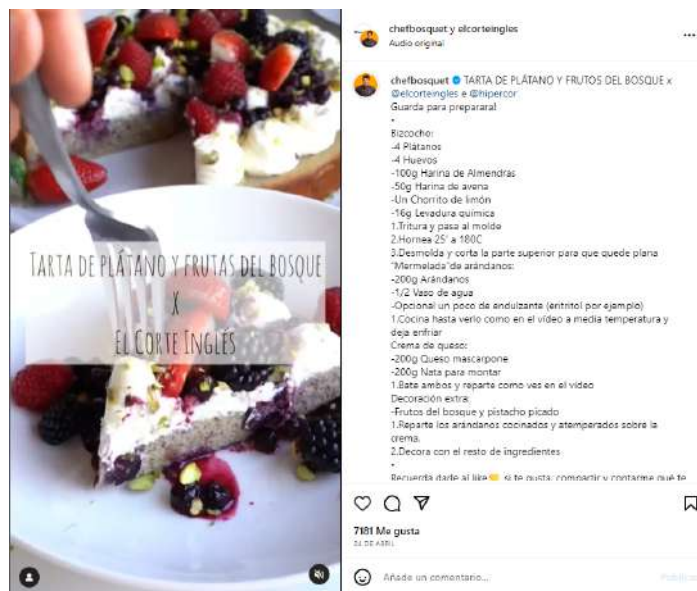 TARTA DE PLÁTANO Y FRUTAS DEL BOSQUE
X
EL CORTE INGLÉS
chefbosquet y elcorteingles
Audio original
chefbosquet TARTA DE PLÁTANO Y FRUTOS DEL BOSQUE x
@elcorteingles e @hipercor
Guarda para prepararal
•
Bizcocho:
-4 Plátanos
-4 Huevos
-100g Harina de Almendras
-50g Harina de avena
-Un Chorrito de limón
-16g Levadura química
1.Tritura y pasa al molde
2.Hornea 25' a 180C
3.Desmolda y corta la parte superior para que quede plana
"Mermelada"de arándanos:
-200g Arándanos
-1/2 Vaso de agua
-Opcional un poco de endulzante (eritritol por ejemplo)
1.Cocina hasta verlo como en el vídeo a media temperatura y
deja enfriar
Crema de queso:
-200g Queso mascarpone
-200g Nata para montar
1.Bate ambos y reparte como ves en el vídeo
Decoración extra:
-Frutos del bosque y pistacho picado
1.Reparte los arándanos cocinados y atemperados sobre la
crema.
2.Decora con el resto de ingredientes
•
Recuerda darle al like si te gusta, compartir y contarme qué te
7181 Me gusta
24 DE ABRIL
Añade un comentario...
Publicar